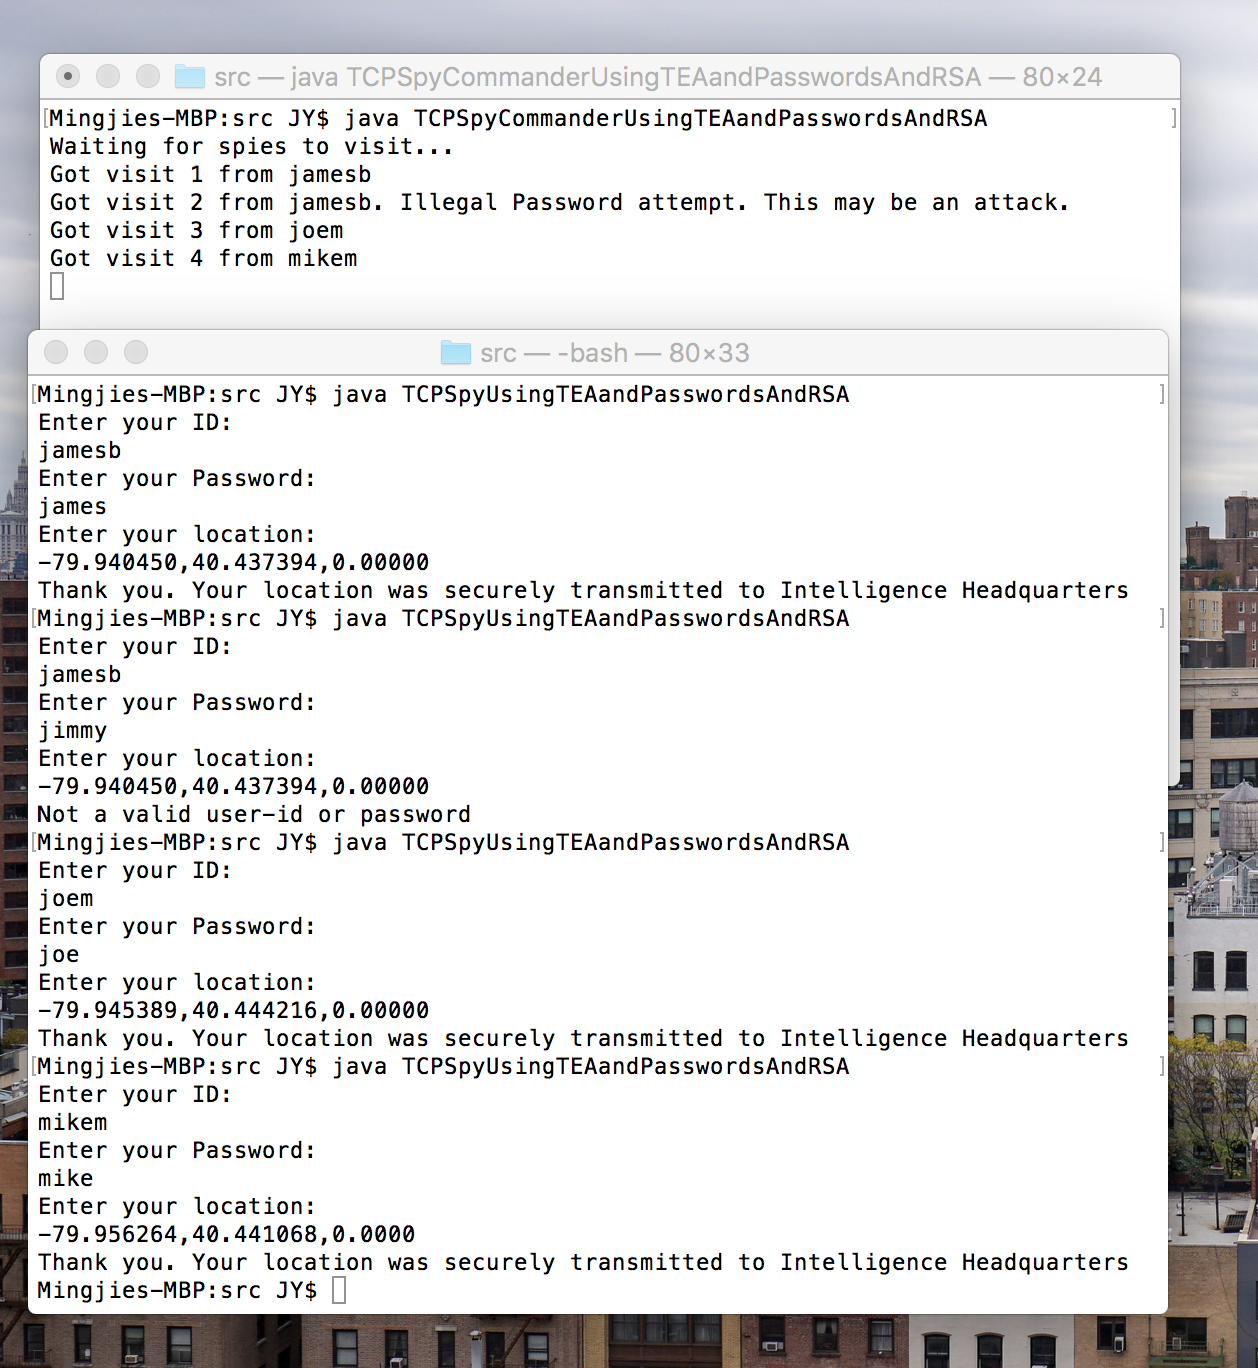 src — java TCPSpyCommanderUsingTEAandPasswordsAndRSA — 80×24
[Mingjies-MBP:src JY$ java TCPSpyCommanderUsingTEAandPasswordsAndRSA ]
Waiting for spies to visit...
Got visit 1 from jamesb
Got visit 2 from jamesb. Illegal Password attempt. This may be an attack.
Got visit 3 from joem
Got visit 4 from mikem
src — -bash — 80×33
[Mingjies-MBP:src JY$ java TCPSpyUsingTEAandPasswordsAndRSA ]
Enter your ID:
jamesb
Enter your Password:
james
Enter your location:
-79.940450,40.437394,0.00000
Thank you. Your location was securely transmitted to Intelligence Headquarters
[Mingjies-MBP:src JY$ java TCPSpyUsingTEAandPasswordsAndRSA ]
Enter your ID:
jamesb
Enter your Password:
jimmy
Enter your location:
-79.940450,40.437394,0.00000
Not a valid user-id or password
[Mingjies-MBP:src JY$ java TCPSpyUsingTEAandPasswordsAndRSA ]
Enter your ID:
joem
Enter your Password:
joe
Enter your location:
-79.945389,40.444216,0.00000
Thank you. Your location was securely transmitted to Intelligence Headquarters
[Mingjies-MBP:src JY$ java TCPSpyUsingTEAandPasswordsAndRSA ]
Enter your ID:
mikem
Enter your Password:
mike
Enter your location:
-79.956264,40.441068,0.0000
Thank you. Your location was securely transmitted to Intelligence Headquarters
Mingjies-MBP:src JY$